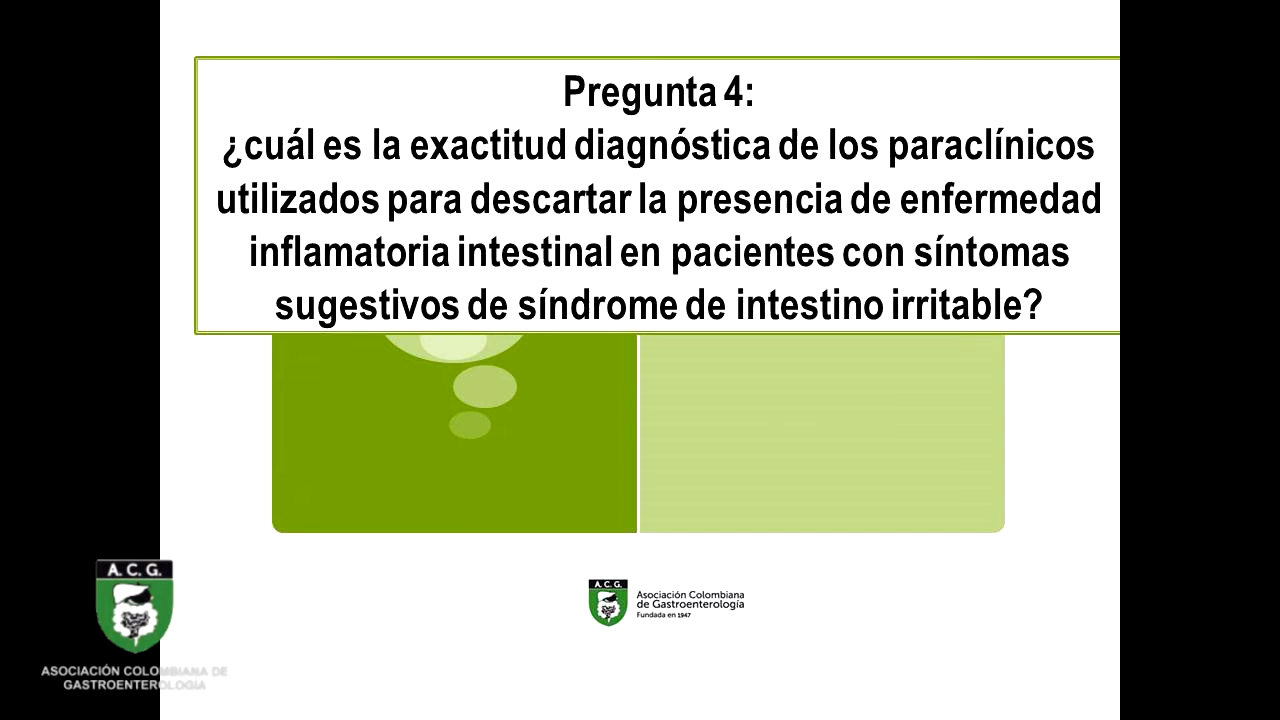 Pregunta 4:
¿cuál es la exactitud diagnóstica de los paraclínicos
utilizados para descartar la presencia de enfermedad
inflamatoria intestinal en pacientes con síntomas
sugestivos de síndrome de intestino irritable?
A. C. G.
Asociación Colombiana
de Gastroenterología
Fundada en 1947
A. C. G.
ASOCIACIÓN COLOMBIANA DE
GASTROENTEROLOGÍA